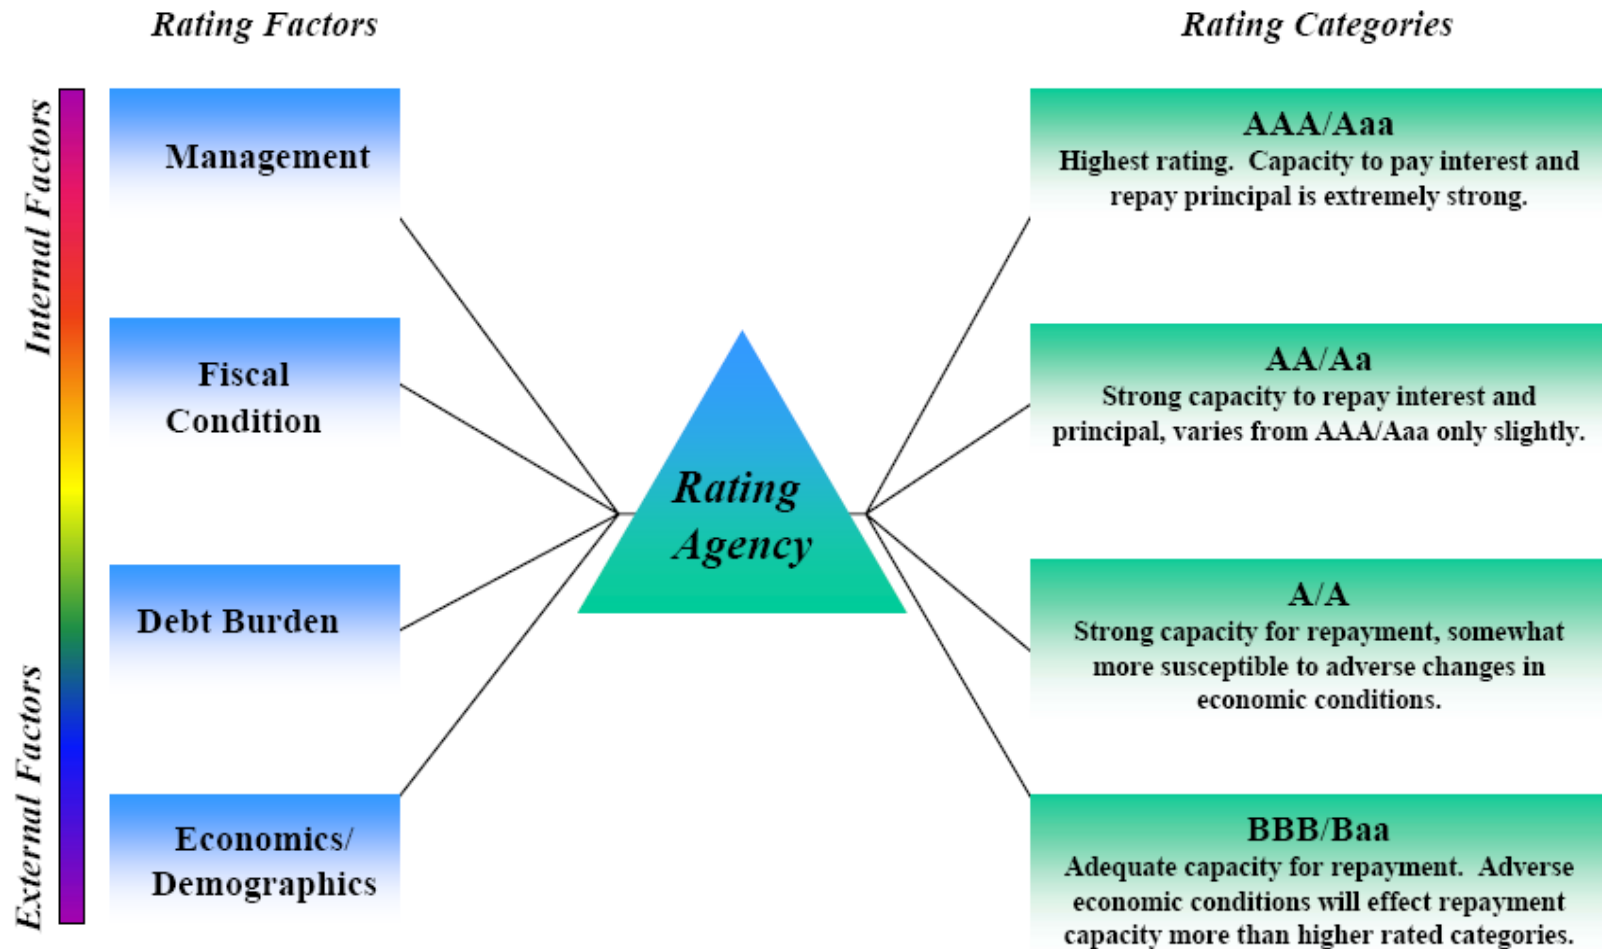 Rating Factors
Rating Categories
Internal Factors
External Factors
Management
Fiscal
Condition
Debt Burden
Economics/
Demographics
Rating
Agency
AAA/Aaa
Highest rating.  Capacity to pay interest and
repay principal is extremely strong.
AA/Aa
Strong capacity to repay interest and
principal, varies from AAA/Aaa only slightly.
A/A
Strong capacity for repayment, somewhat
more susceptible to adverse changes in
economic conditions.
BBB/Baa
Adequate capacity for repayment.  Adverse
economic conditions will effect repayment
capacity more than higher rated categories.